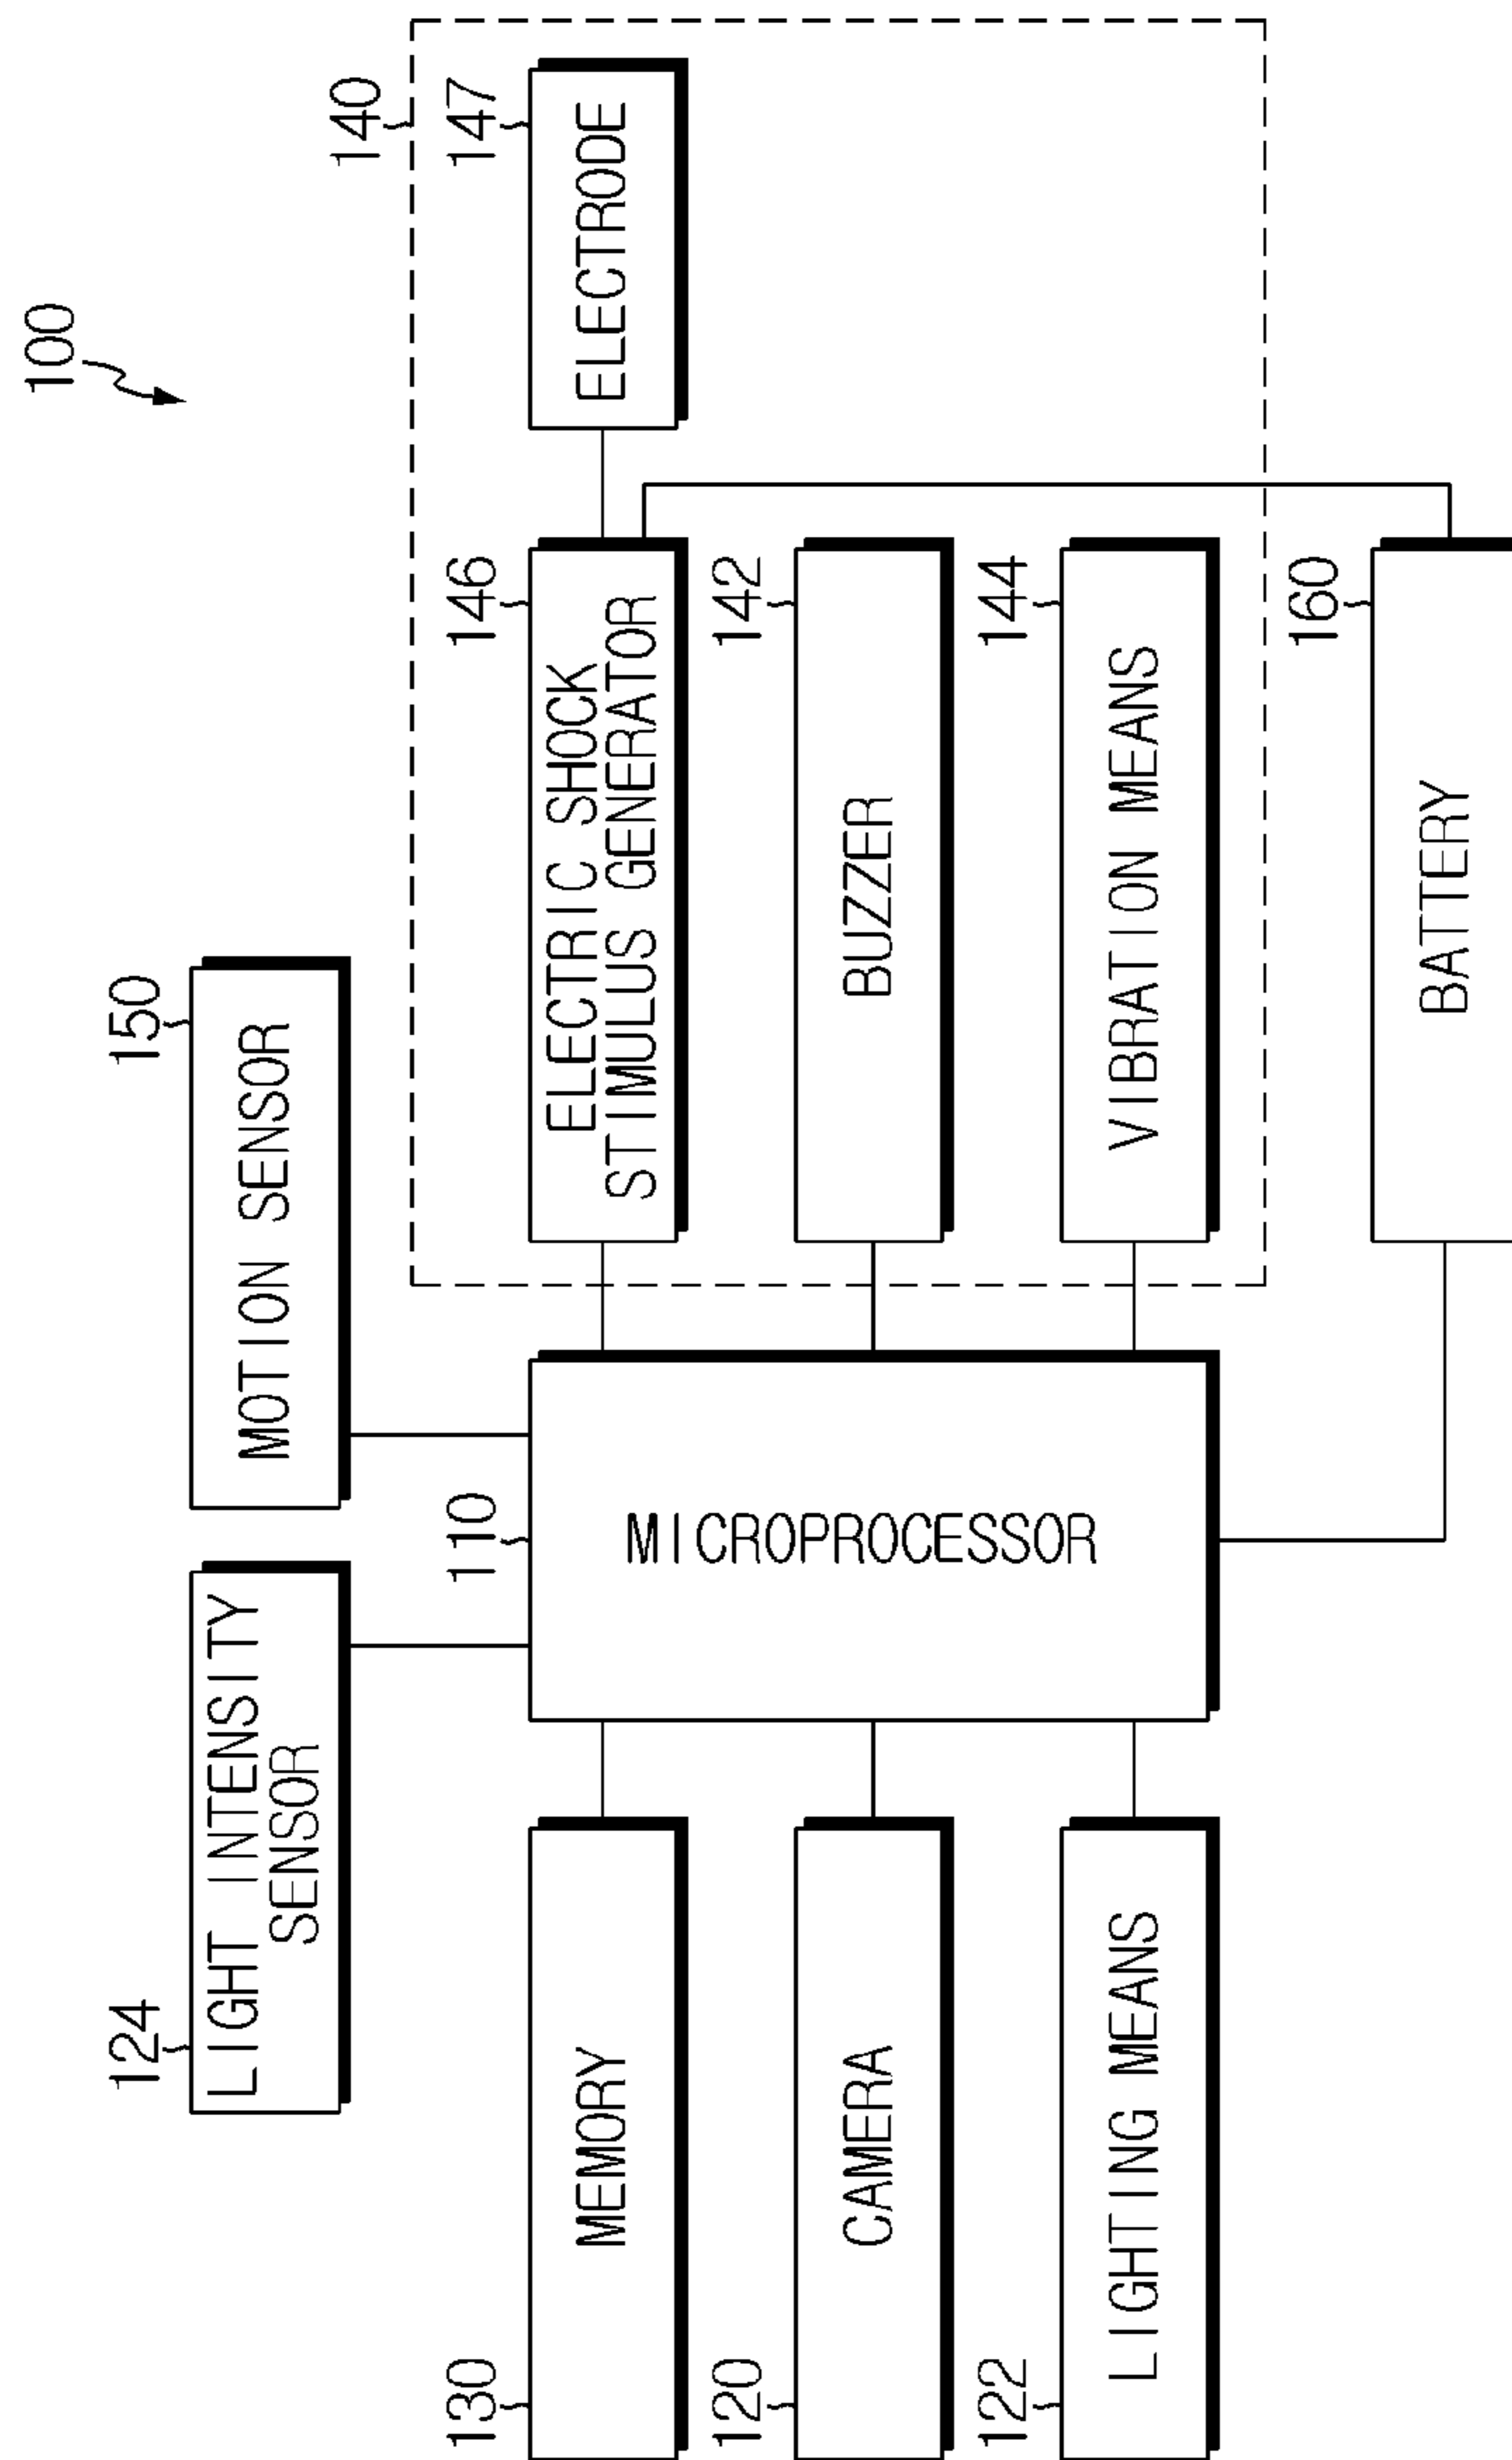 100
124
LIGHT INTENSITY
SENSOR
150
MOTION SENSOR
140
130
MEMORY
110
MICROPROCESSOR
146
ELECTRIC SHOCK
STIMULUS GENERATOR
147
ELECTRODE
120
CAMERA
142
BUZZER
122
LIGHTING MEANS
144
VIBRATION MEANS
160
BATTERY